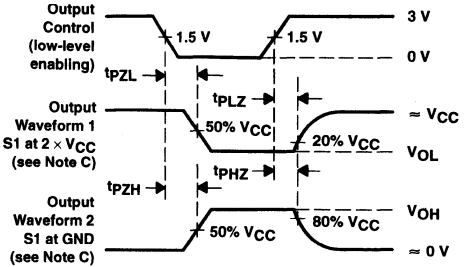 Output
Control
(low-level
enabling)
1.5 V
1.5 V
3 V
0 V
tPZL
tPLZ
Output
Waveform 1
S1 at 2 × VCC
(see Note C)
50% VCC
20% VCC
≈ VCC
VOL
tPZH
tPHZ
Output
Waveform 2
S1 at GND
(see Note C)
50% VCC
80% VCC
VOH
≈ 0 V